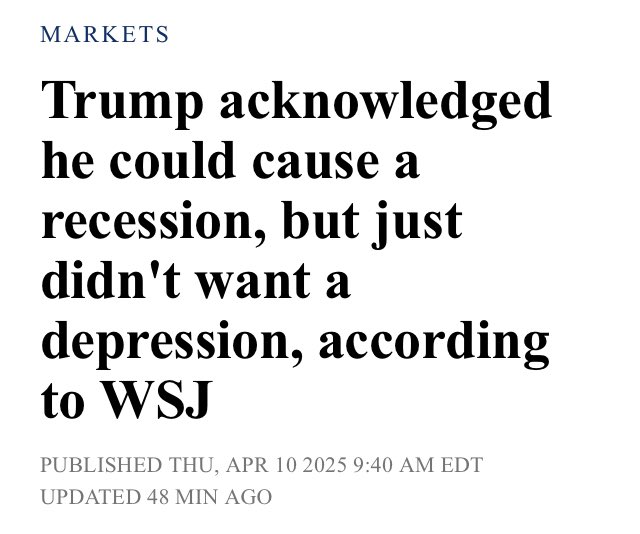 MARKETS
Trump acknowledged
he could cause a
recession, but just
didn't want a
depression, according
to WSJ
PUBLISHED THU, APR 10 2025 9:40 AM EDT
UPDATED 48 MIN AGO